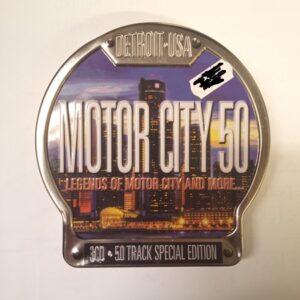 DETROIT-USA
MOTOR CITY 50
LEGENDS OF MOTOR CITY AND MORE...
3CD & 50 TRACK SPECIAL EDITION